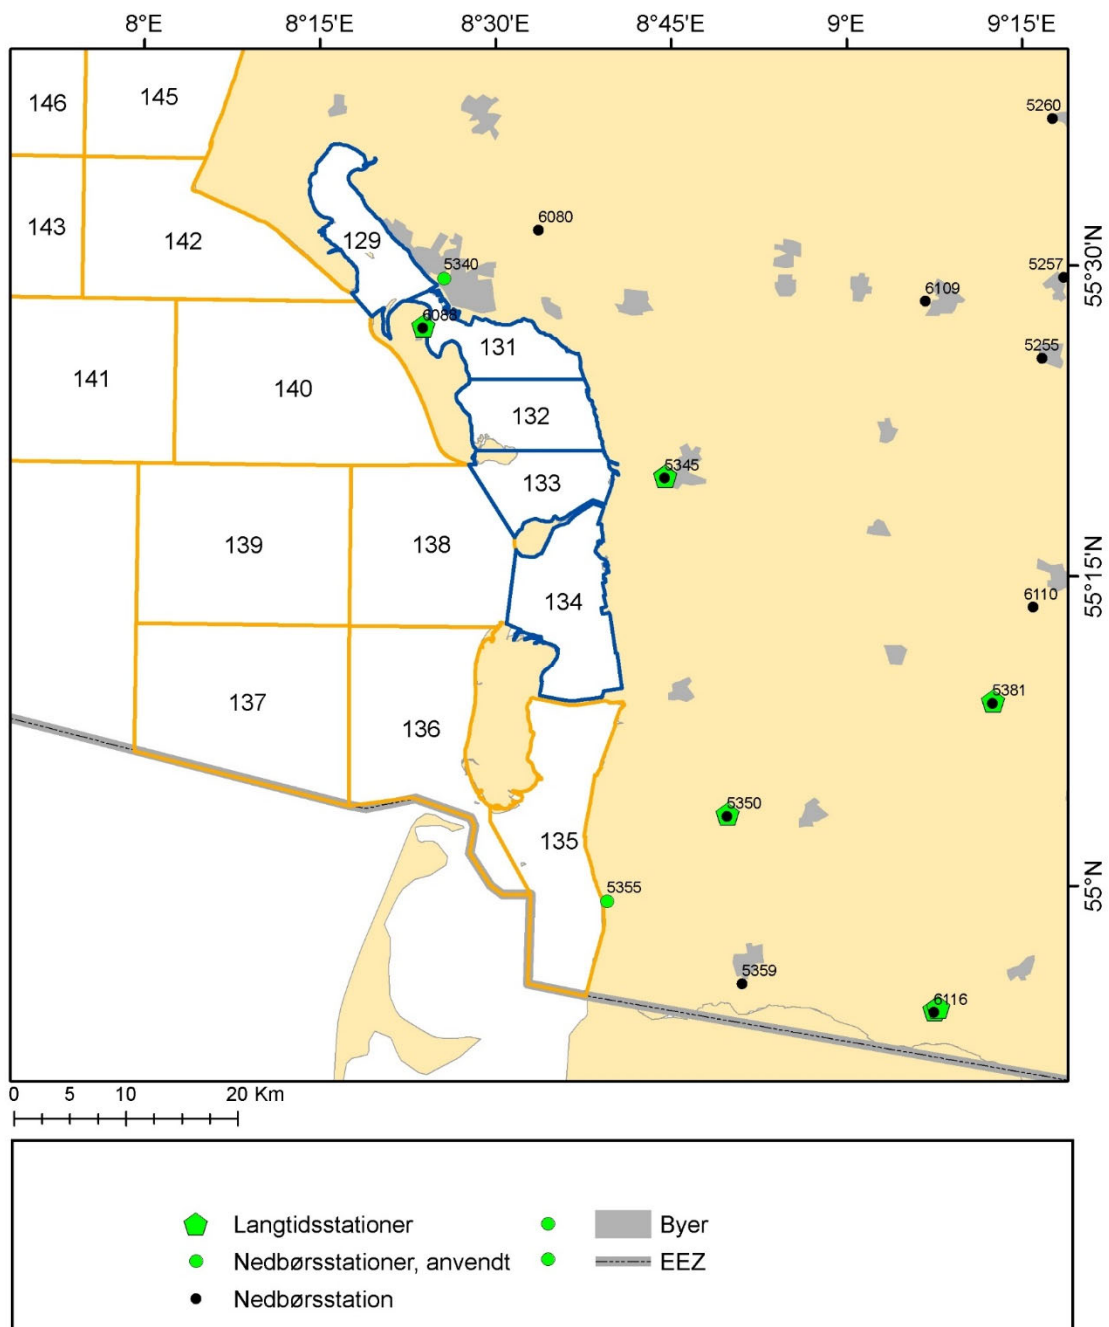 8°E 8°15'E 8°30'E 8°45'E 9°E 9°15'E
146 145 5260
143 142 129 6080
5340 5257
6109
55°30'N
6088
131 5255
141 140 132
5345
133
139 138
55°15'N
134 6110
137 136 5381
5350
135
5355
55°N
5359
6116
0 5 10 20 Km
Langtidsstationer Byer
Nedbørsstationer, anvendt EEZ
Nedbørsstation